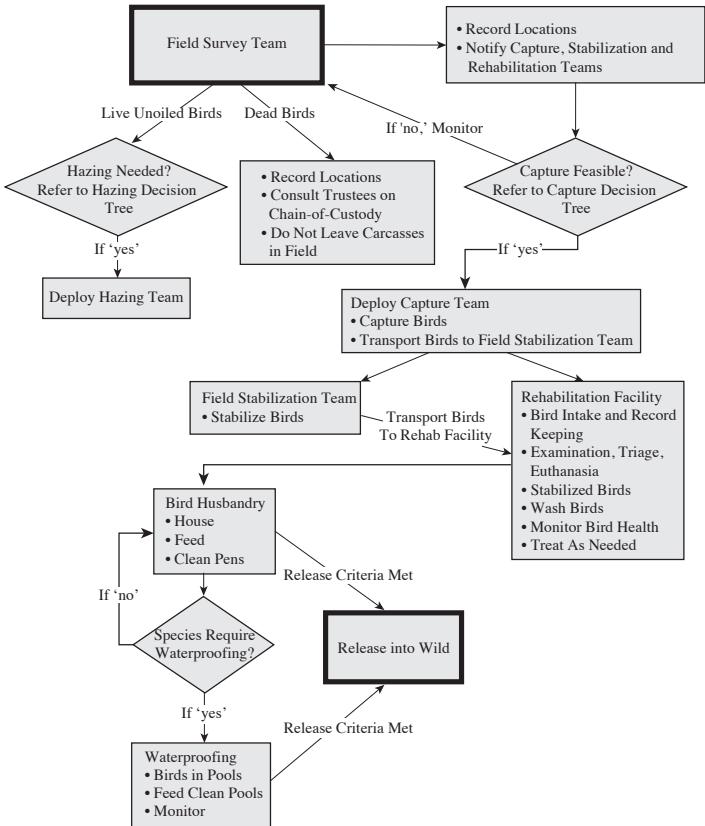 Field Survey Team
• Record Locations
• Notify Capture, Stabilization and
Rehabilitation Teams
Live Unoiled Birds
Dead Birds
If 'no,’ Monitor
Hazing Needed?
Refer to Hazing Decision
Tree
• Record Locations
• Consult Trustees on
Chain-of-Custody
• Do Not Leave Carcasses
in Field
Capture Feasible?
Refer to Capture Decision
Tree
If ‘yes’
If ‘yes’
Deploy Hazing Team
Deploy Capture Team
• Capture Birds
• Transport Birds to Field Stabilization Team
Field Stabilization Team
• Stabilize Birds
Transport Birds
To Rehab Facility
Rehabilitation Facility
• Bird Intake and Record
Keeping
• Examination, Triage,
Euthanasia
• Stabilized Birds
• Wash Birds
• Monitor Bird Health
• Treat As Needed
Bird Husbandry
• House
• Feed
• Clean Pens
Release Criteria Met
If ‘no’
Species Require
Waterproofing?
Release into Wild
If ‘yes’
Release Criteria Met
Waterproofing
• Birds in Pools
• Feed Clean Pools
• Monitor